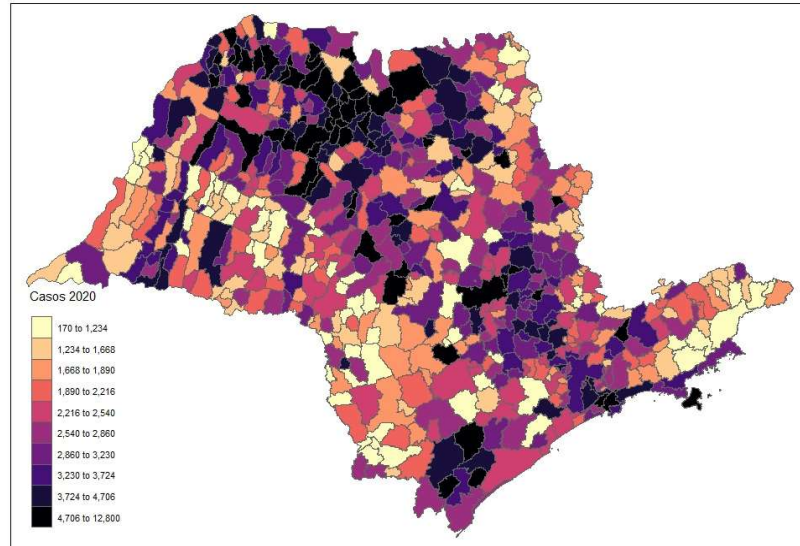 Casos 2020
170 to 1,234
1,234 to 1,668
1,668 to 1,890
1,890 to 2,216
2,216 to 2,540
2,540 to 2,860
2,860 to 3,230
3,230 to 3,724
3,724 to 4,706
4,706 to 12,800